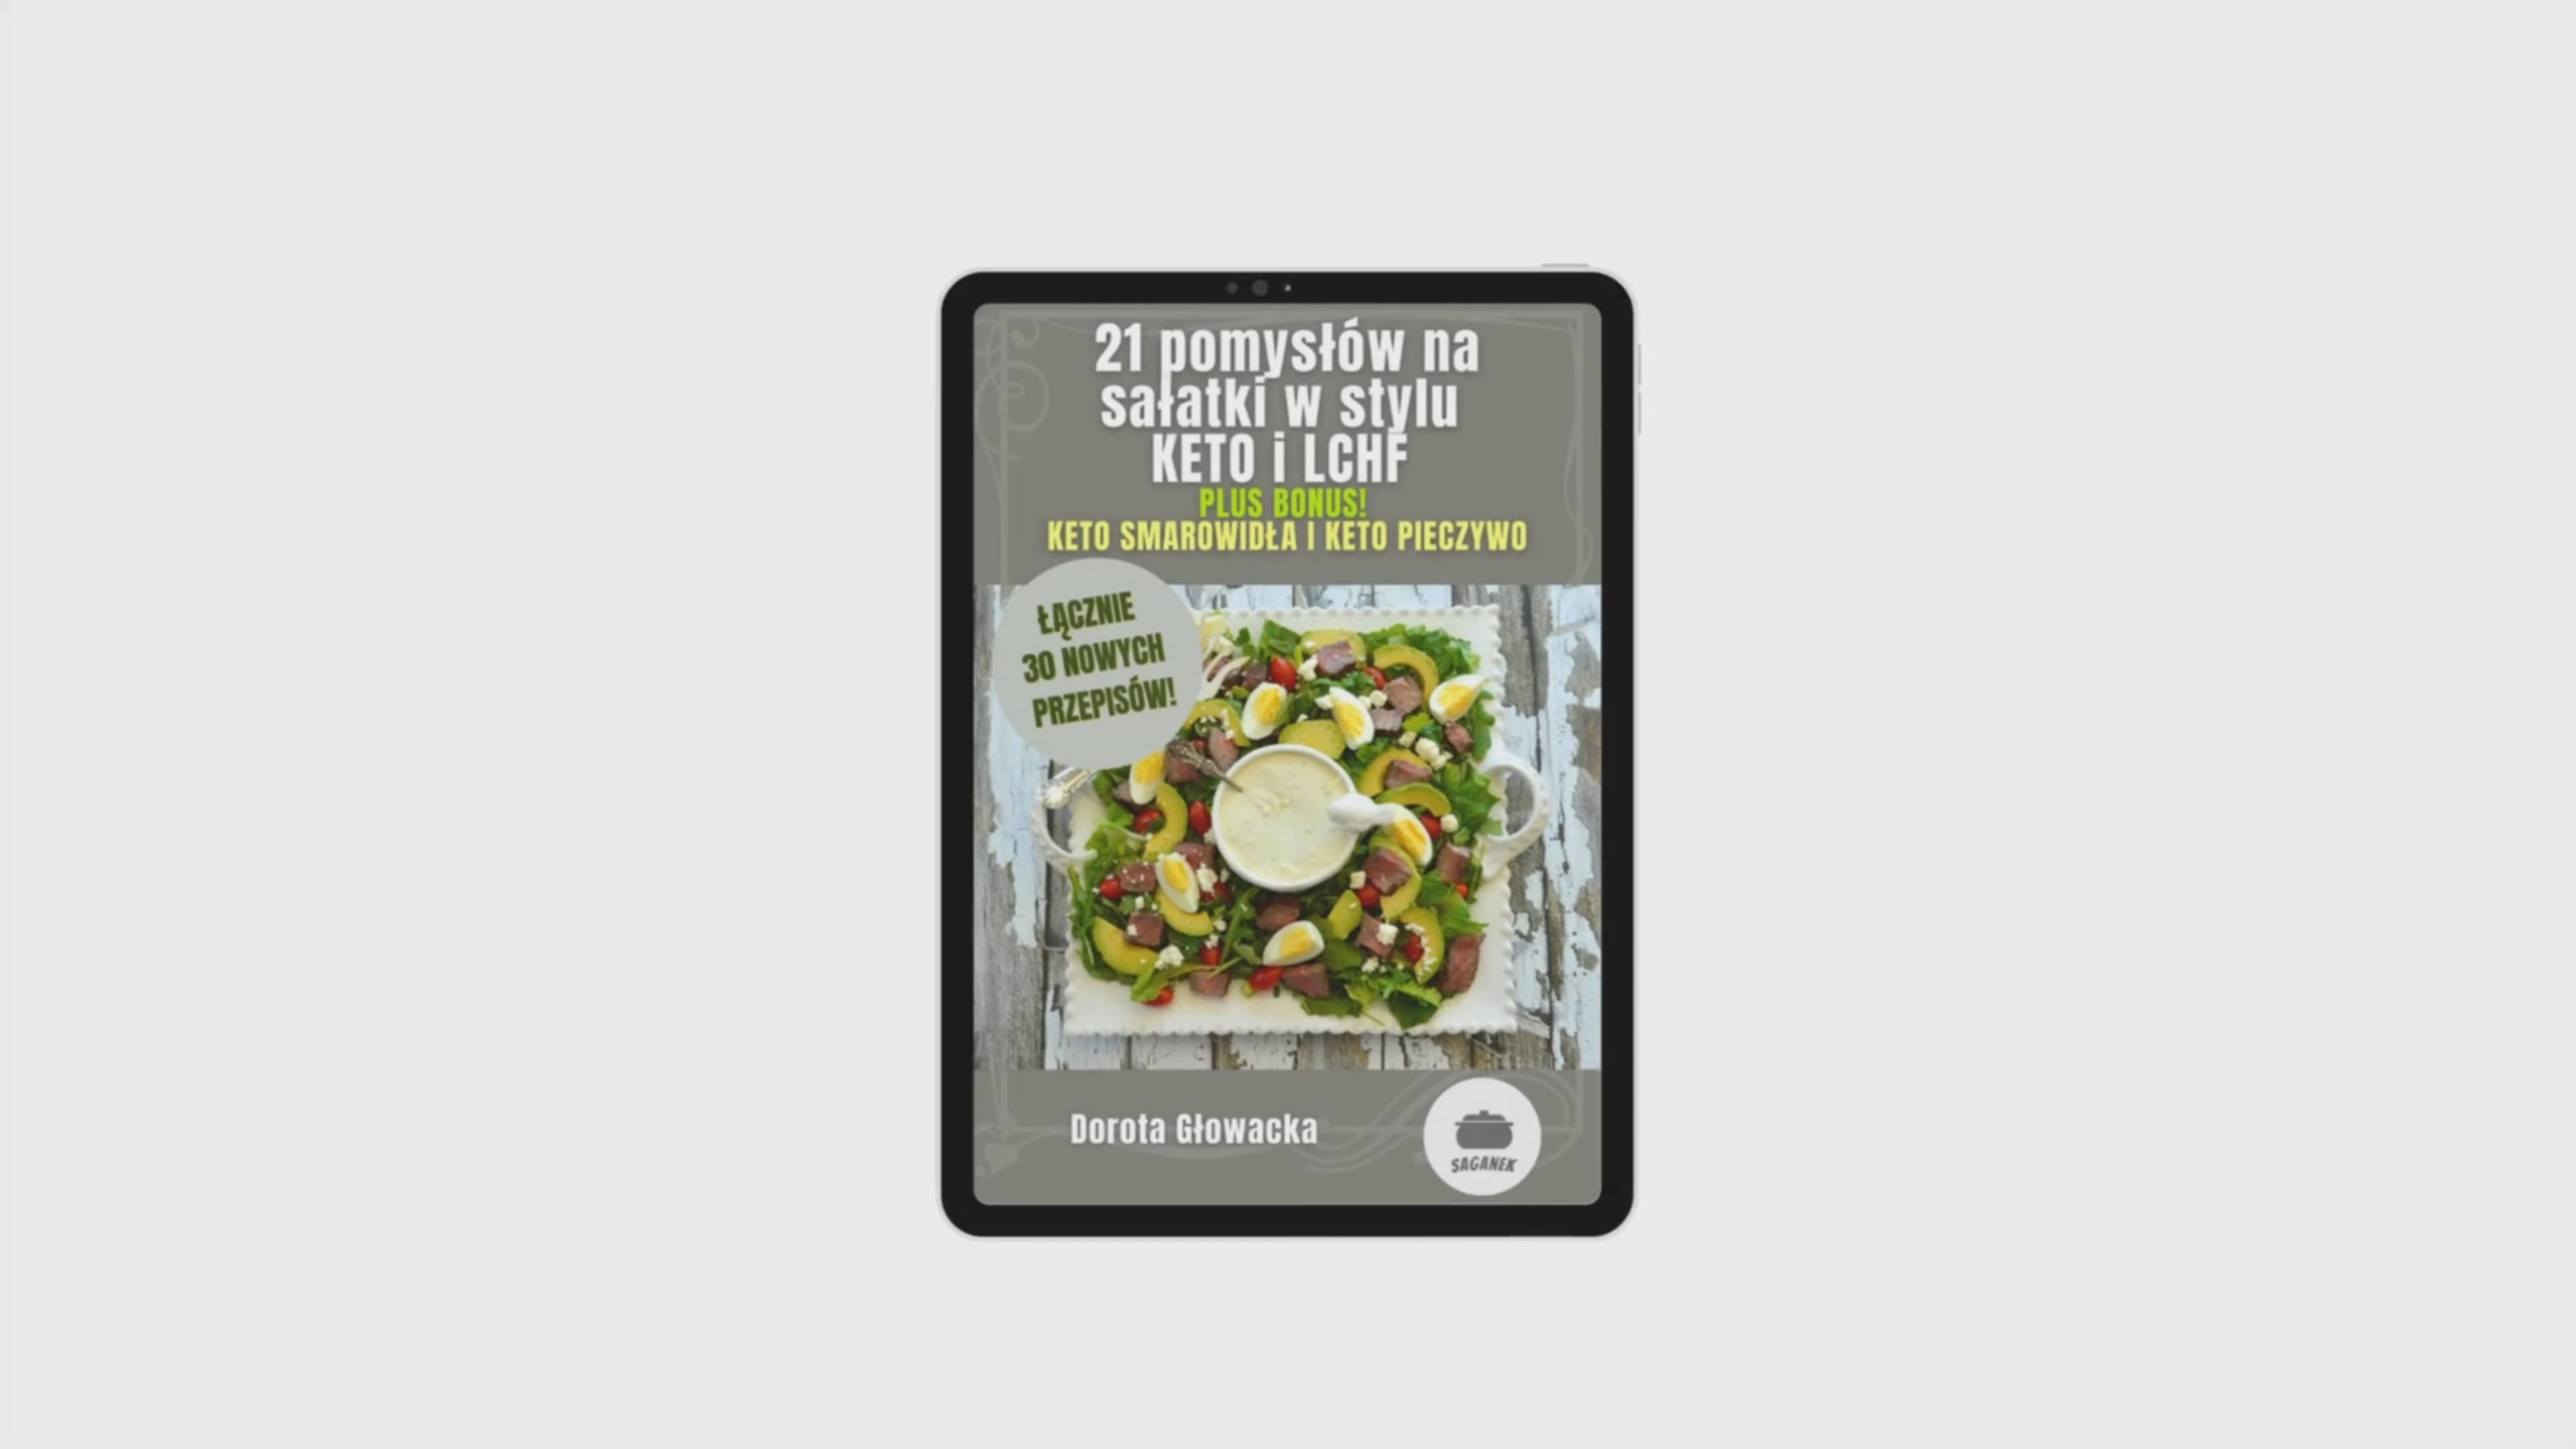 21 pomysłów na
sałatki w stylu
KETO i LCHF
PLUS BONUS!
KETO SMAROWIDŁA I KETO PIECZYWO
ŁĄCZNIE
30 NOWYCH
PRZEPISÓW!
Dorota Głowacka
SAGANEK